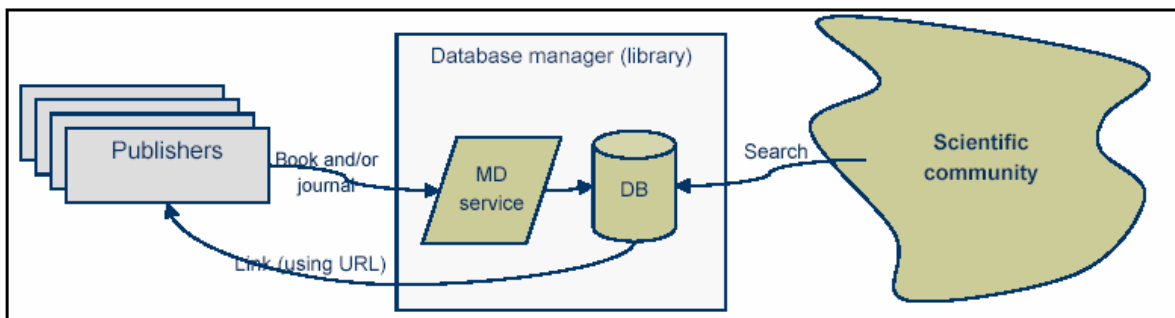 Database manager (library)
Publishers
Book and/or
journal
MD
service
DB
Search
Scientific
community
Link (using URL)